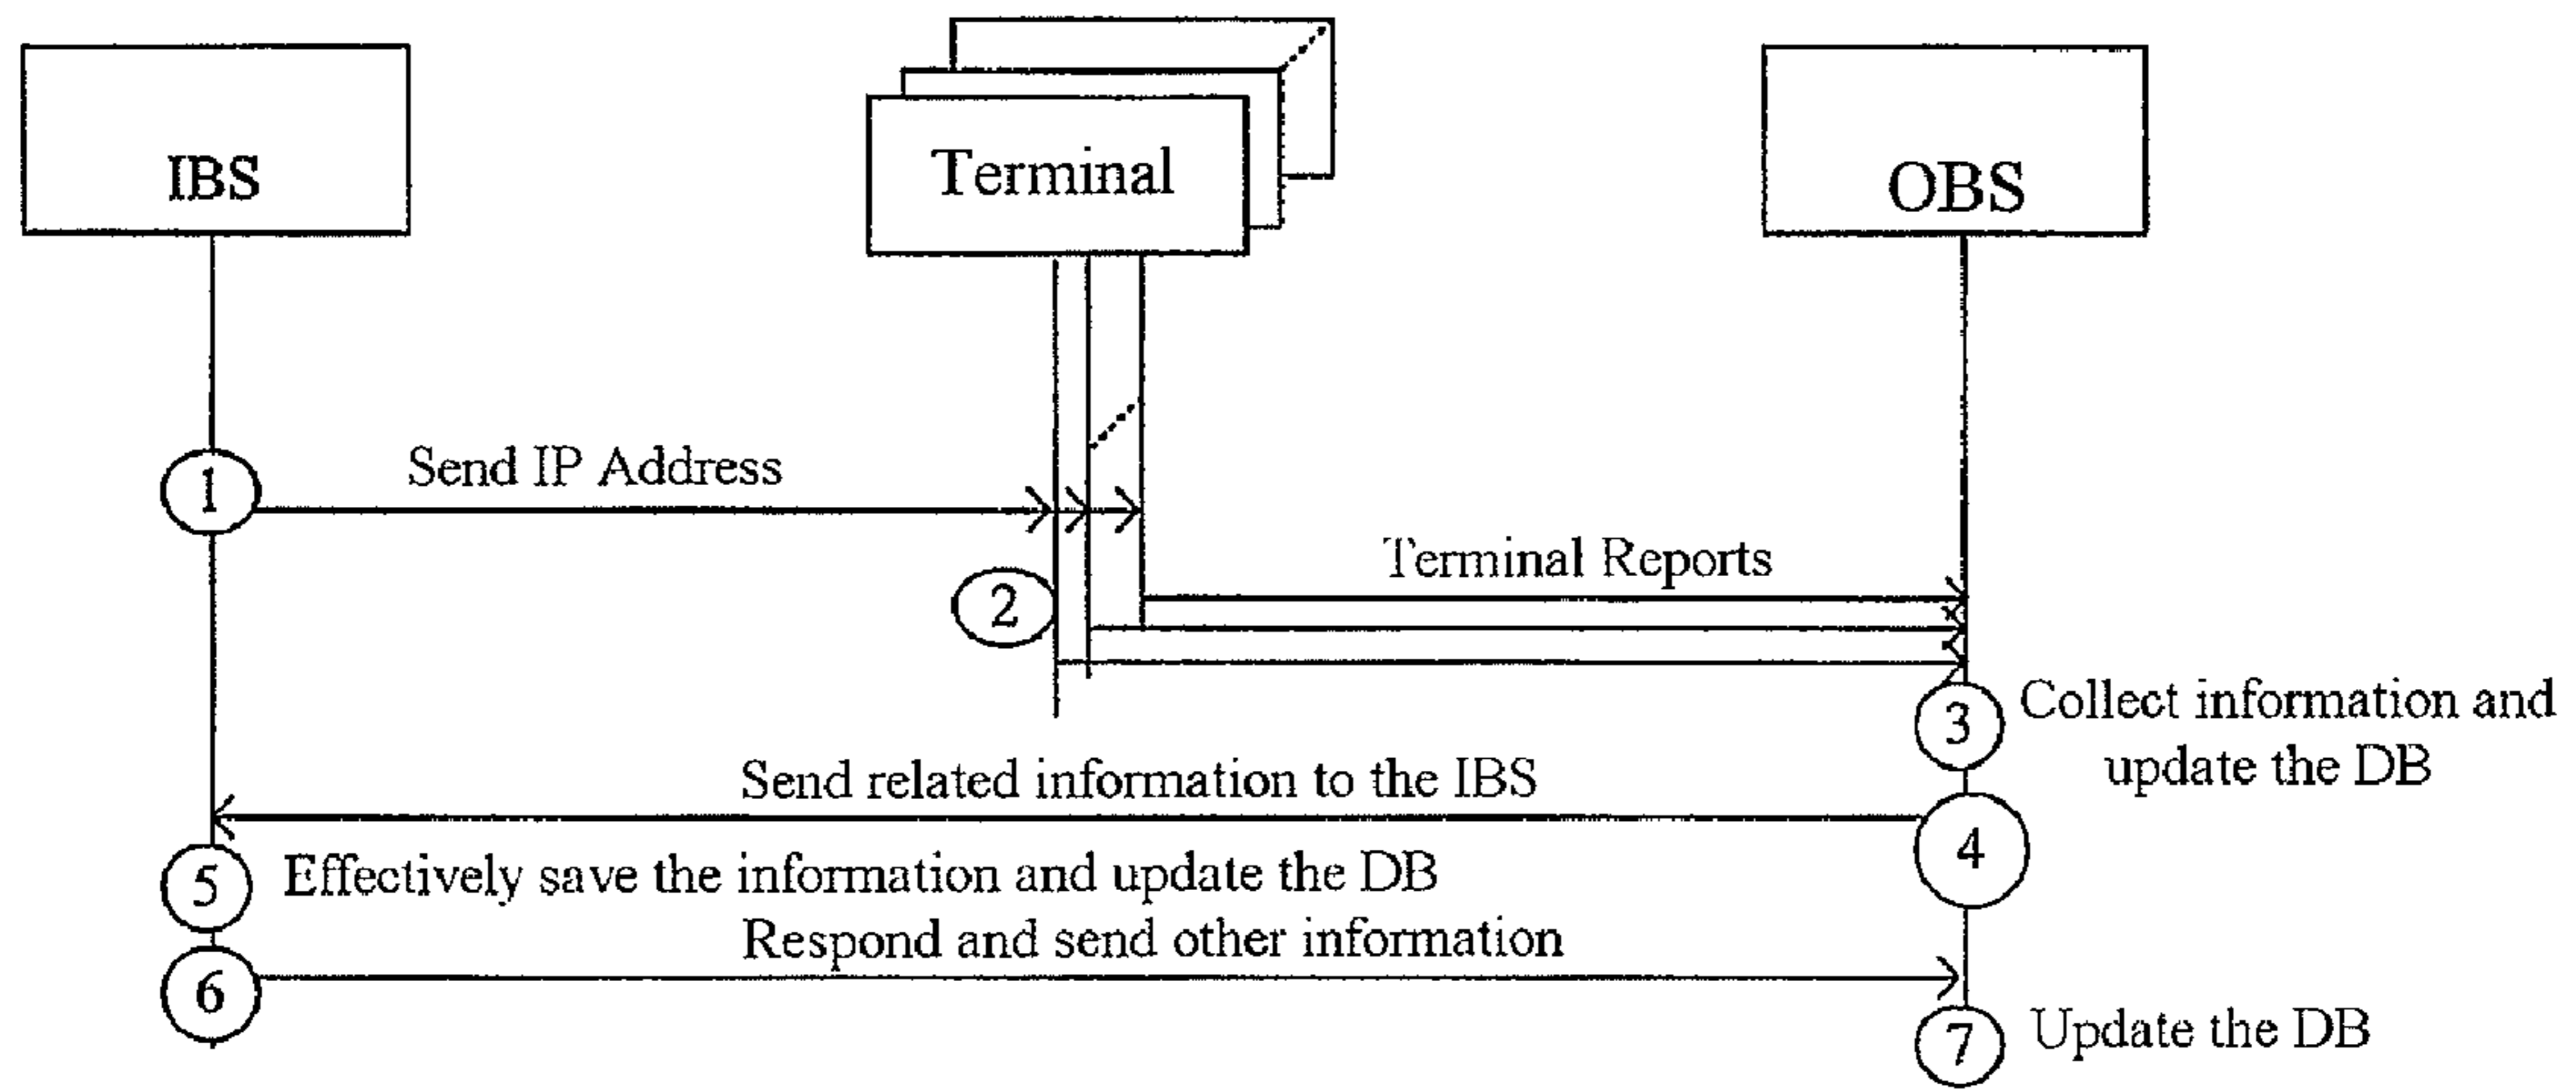 IBS
Terminal
OBS
1
Send IP Address
Terminal Reports
2
3
Collect information and
update the DB
Send related information to the IBS
4
5
Effectively save the information and update the DB
Respond and send other information
6
7
Update the DB